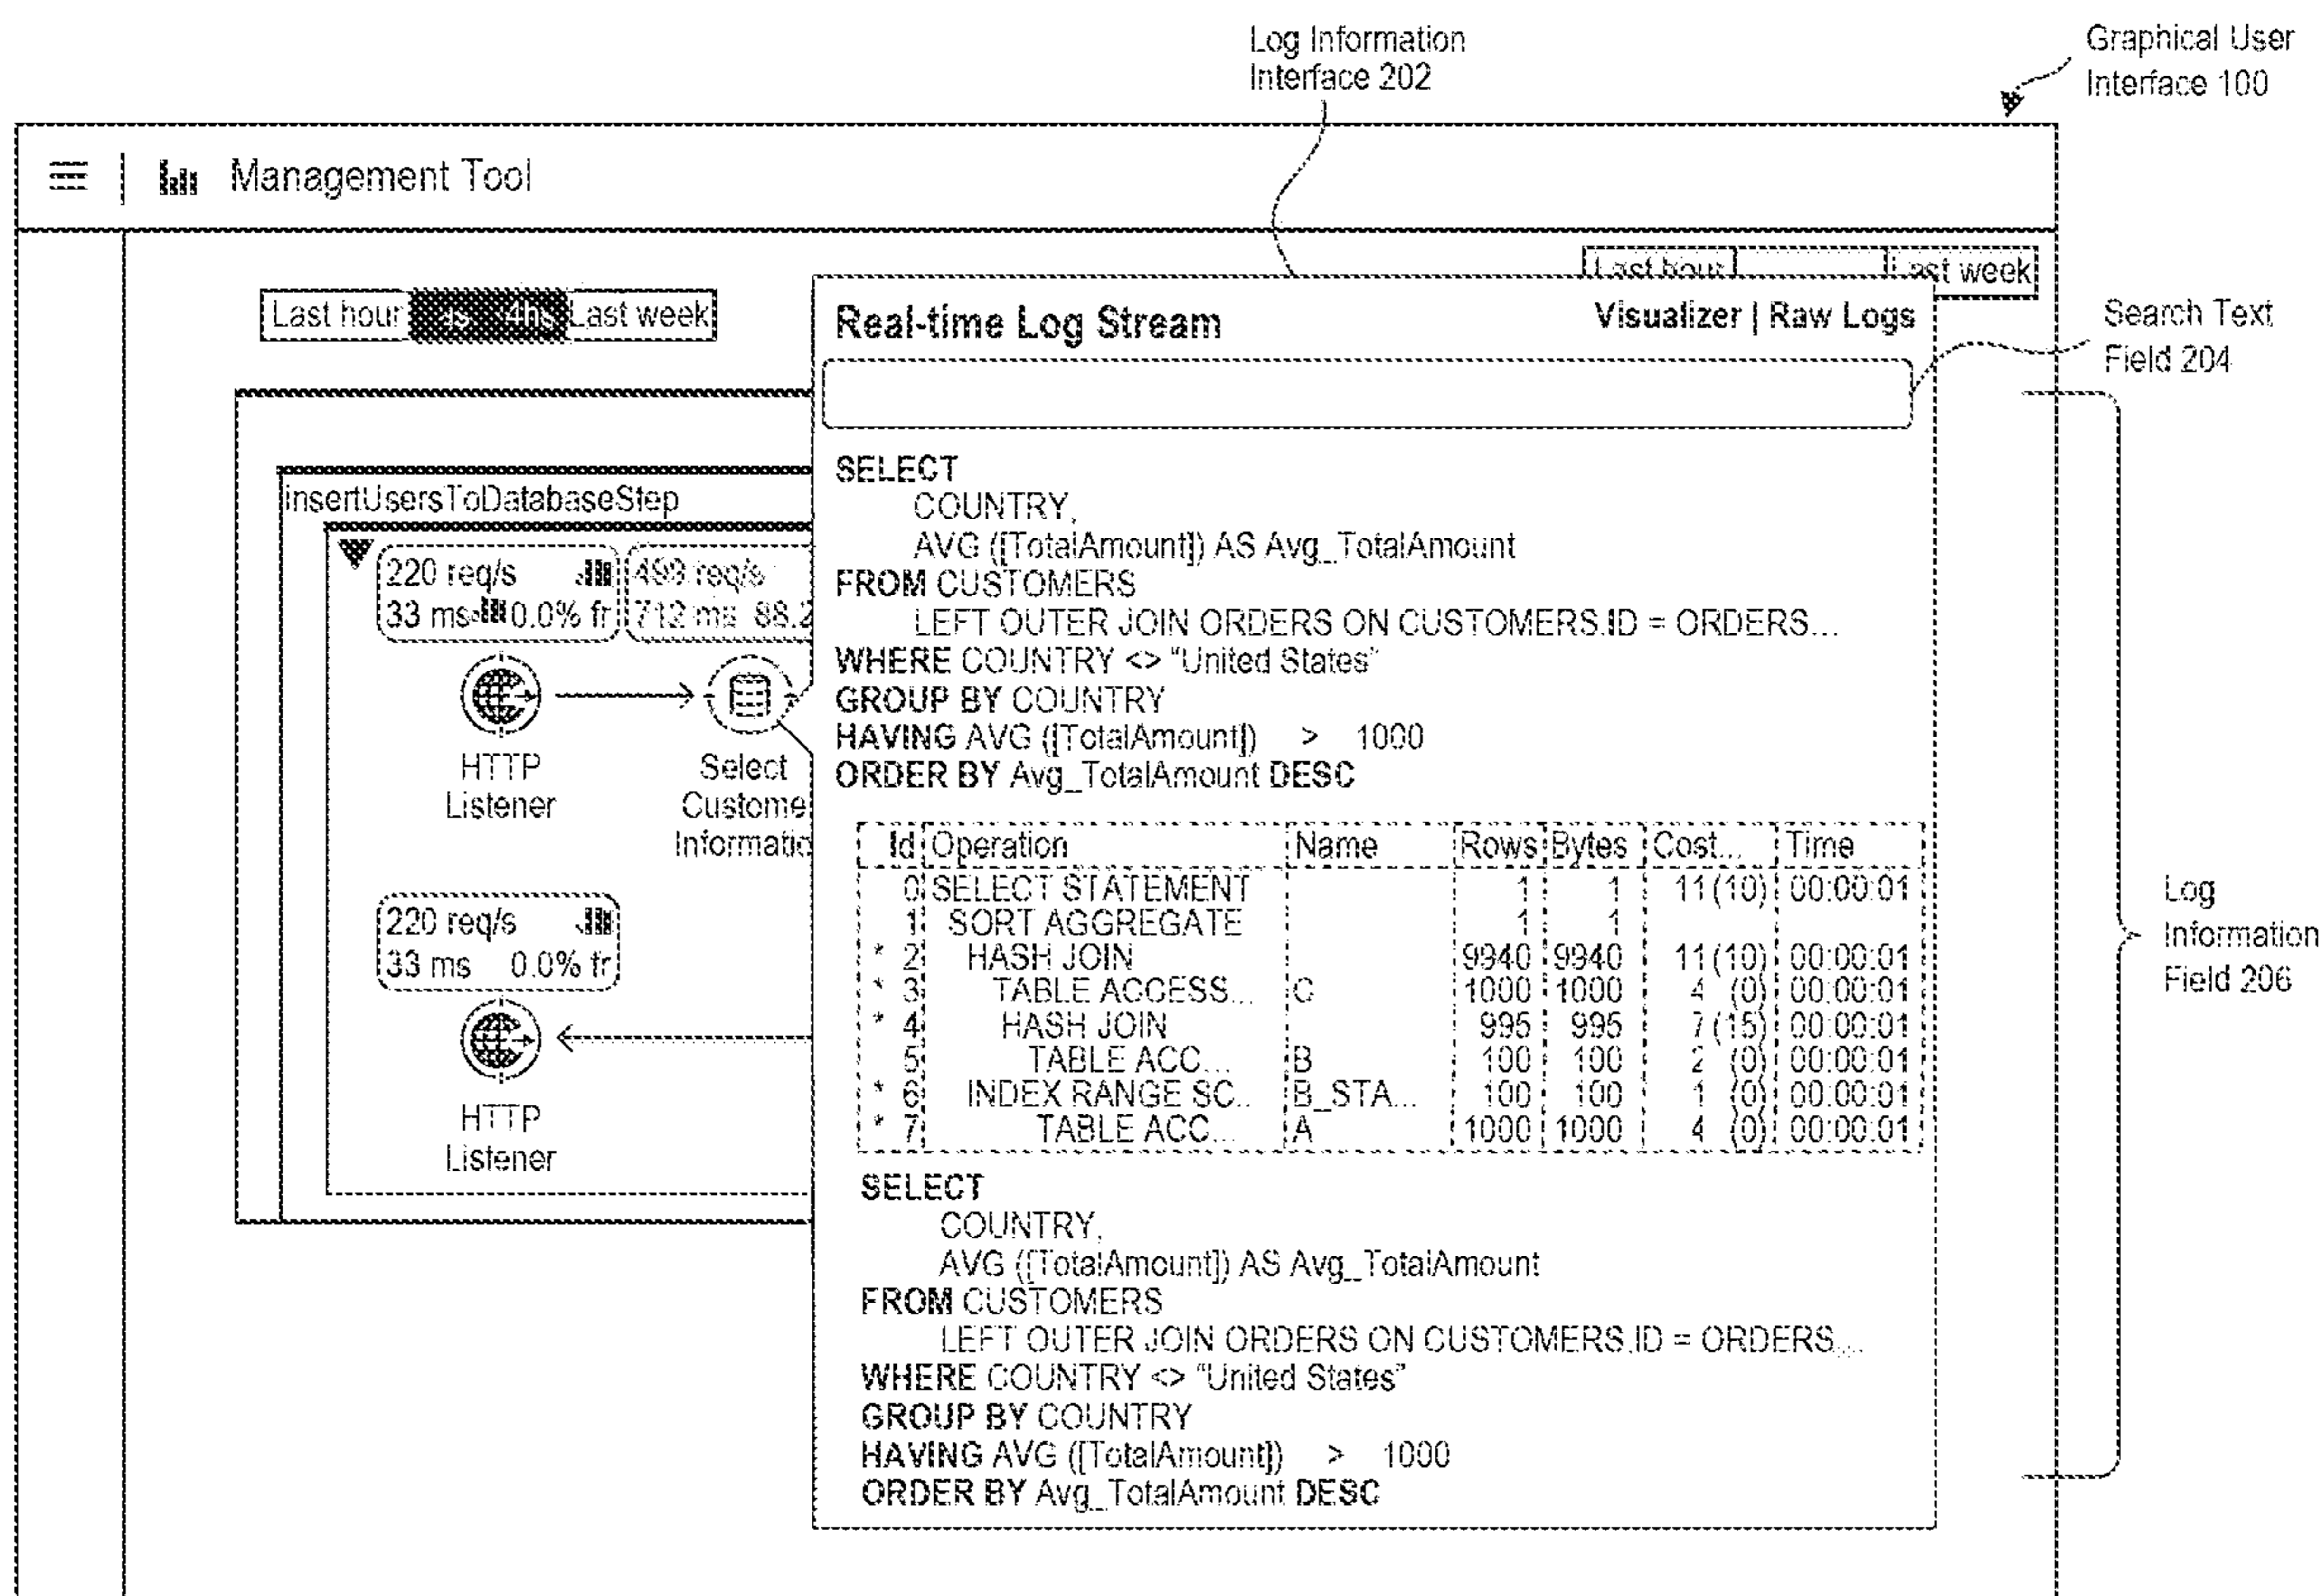 Log Information
Interface 202
Graphical User
Interface 100
Management Tool
Last hour Last week
Last hour Last week
Real-time Log Stream Visualizer | Raw Logs
Search Text
Field 204
SELECT
COUNTRY,
AVG ([TotalAmount]) AS Avg_TotalAmount
FROM CUSTOMERS
LEFT OUTER JOIN ORDERS ON CUSTOMERS.ID = ORDERS...
WHERE COUNTRY <> “United States”
GROUP BY COUNTRY
HAVING AVG ([TotalAmount]) > 1000
ORDER BY Avg_TotalAmount DESC
insertUsersToDatabaseStep
220 req/s 499 req/s
33 ms 0.0% fr 712 ms 88.2
HTTP
Listener
Select
Custome
Informatio
220 req/s
33 ms 0.0% fr
HTTP
Listener
Id Operation Name Rows Bytes Cost... Time
0 SELECT STATEMENT 1 1 11(10) 00:00:01
1 SORT AGGREGATE 1 1
* 2 HASH JOIN 9940 9940 11(10) 00:00:01
* 3 TABLE ACCESS... C 1000 1000 4 (0) 00:00:01
* 4 HASH JOIN 995 995 7(15) 00:00:01
5 TABLE ACC... B 100 100 2 (0) 00:00:01
* 6 INDEX RANGE SC.. B_STA... 100 100 1 (0) 00:00:01
* 7 TABLE ACC... A 1000 1000 4 (0) 00:00:01
Log
Information
Field 206
SELECT
COUNTRY,
AVG ([TotalAmount]) AS Avg_TotalAmount
FROM CUSTOMERS
LEFT OUTER JOIN ORDERS ON CUSTOMERS.ID = ORDERS...
WHERE COUNTRY <> “United States”
GROUP BY COUNTRY
HAVING AVG ([TotalAmount]) > 1000
ORDER BY Avg_TotalAmount DESC